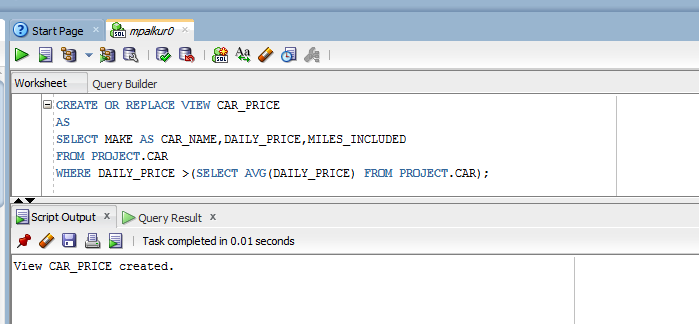 Start Page
mpalkur0
Worksheet
Query Builder
CREATE OR REPLACE VIEW CAR_PRICE
AS
SELECT MAKE AS CAR_NAME,DAILY_PRICE,MILES_INCLUDED
FROM PROJECT.CAR
WHERE DAILY_PRICE >(SELECT AVG(DAILY_PRICE) FROM PROJECT.CAR);
Script Output x
Query Result x
Task completed in 0.01 seconds
View CAR_PRICE created.